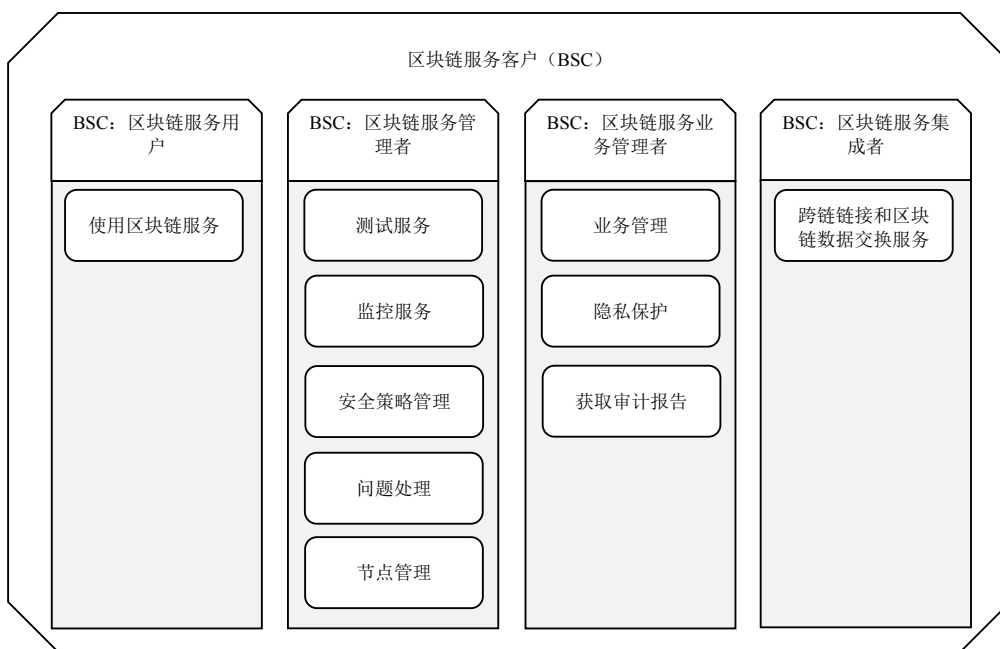 区块链服务客户（BSC）
BSC：区块链服务用
户
使用区块链服务
BSC：区块链服务管
理者
测试服务
监控服务
安全策略管理
问题处理
节点管理
BSC：区块链服务业
务管理者
业务管理
隐私保护
获取审计报告
BSC：区块链服务集
成者
跨链链接和区块
链数据交换服务